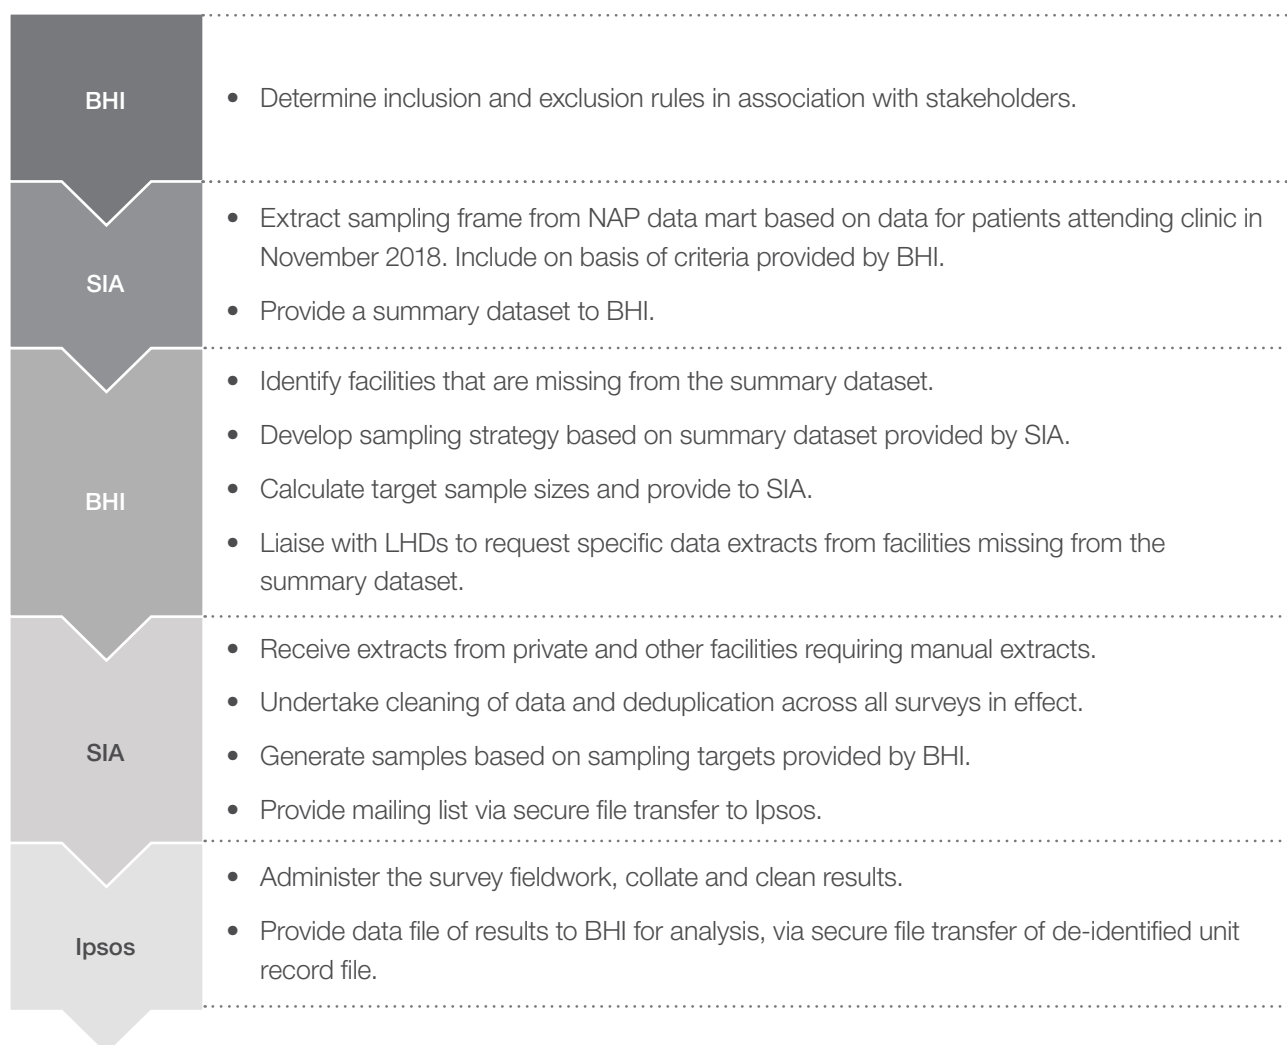 BHI
• Determine inclusion and exclusion rules in association with stakeholders.
SIA
• Extract sampling frame from NAP data mart based on data for patients attending clinic in
November 2018. Include on basis of criteria provided by BHI.
• Provide a summary dataset to BHI.
BHI
• Identify facilities that are missing from the summary dataset.
• Develop sampling strategy based on summary dataset provided by SIA.
• Calculate target sample sizes and provide to SIA.
• Liaise with LHDs to request specific data extracts from facilities missing from the
summary dataset.
SIA
• Receive extracts from private and other facilities requiring manual extracts.
• Undertake cleaning of data and deduplication across all surveys in effect.
• Generate samples based on sampling targets provided by BHI.
• Provide mailing list via secure file transfer to Ipsos.
Ipsos
• Administer the survey fieldwork, collate and clean results.
• Provide data file of results to BHI for analysis, via secure file transfer of de-identified unit
record file.